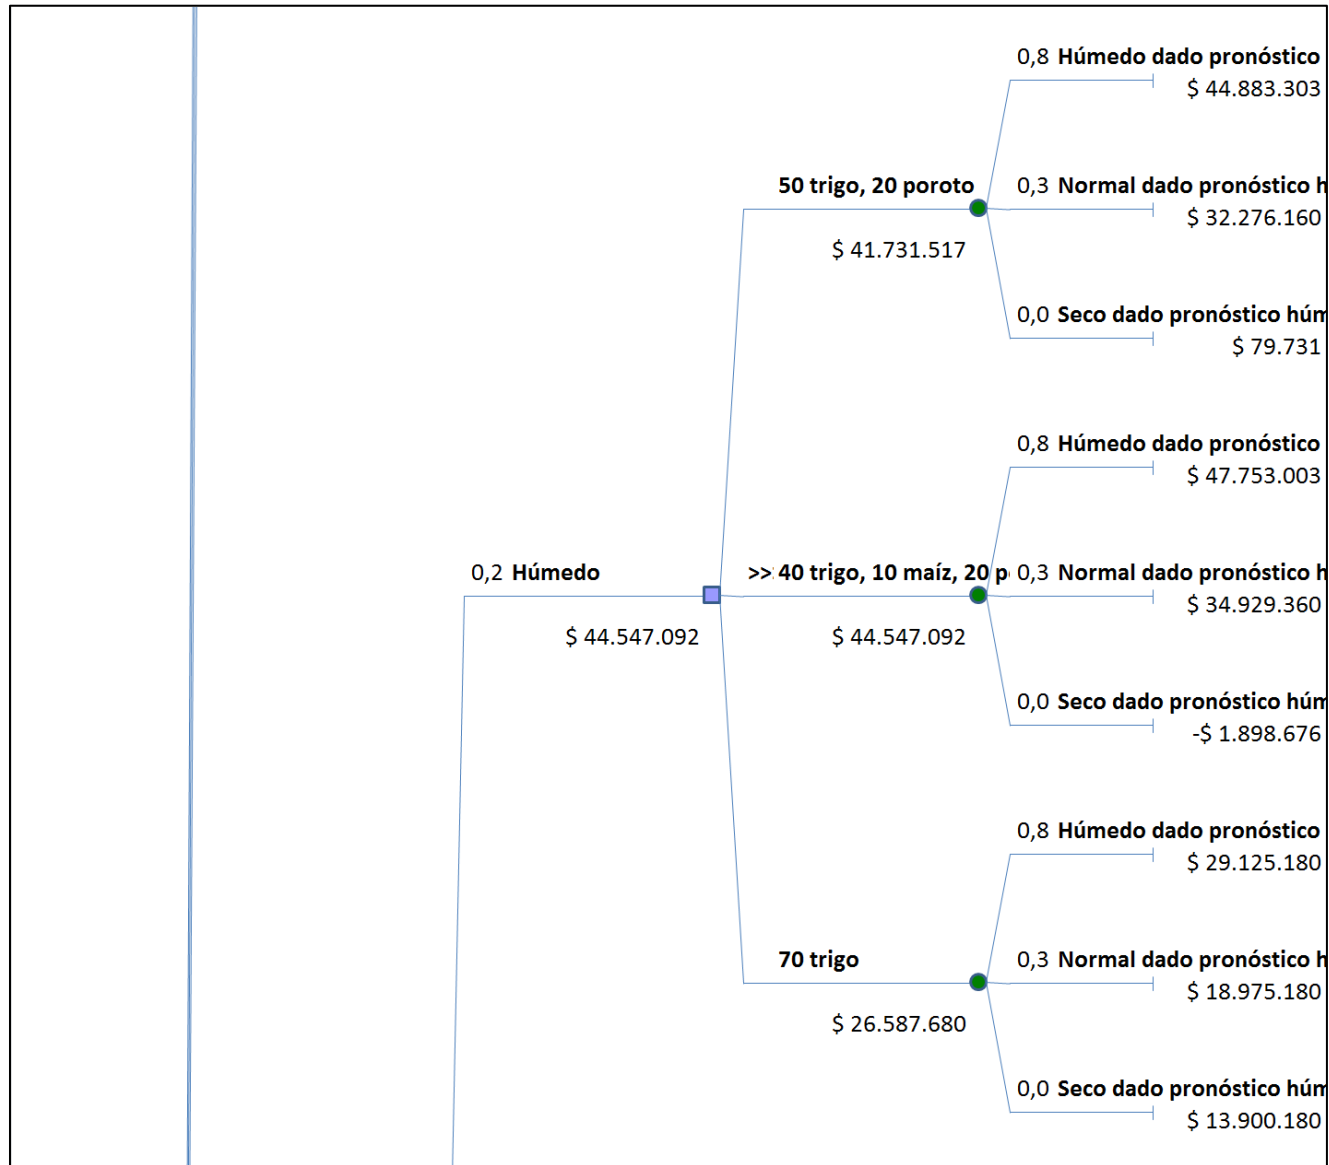 0,8 Húmedo dado pronóstico
$ 44.883.303
50 trigo, 20 poroto
0,3 Normal dado pronóstico h
$ 32.276.160
$ 41.731.517
0,0 Seco dado pronóstico húm
$ 79.731
0,8 Húmedo dado pronóstico
$ 47.753.003
0,2 Húmedo
>>: 40 trigo, 10 maíz, 20 p
0,3 Normal dado pronóstico h
$ 34.929.360
$ 44.547.092
$ 44.547.092
0,0 Seco dado pronóstico húm
-$ 1.898.676
0,8 Húmedo dado pronóstico
$ 29.125.180
70 trigo
0,3 Normal dado pronóstico h
$ 18.975.180
$ 26.587.680
0,0 Seco dado pronóstico húm
$ 13.900.180